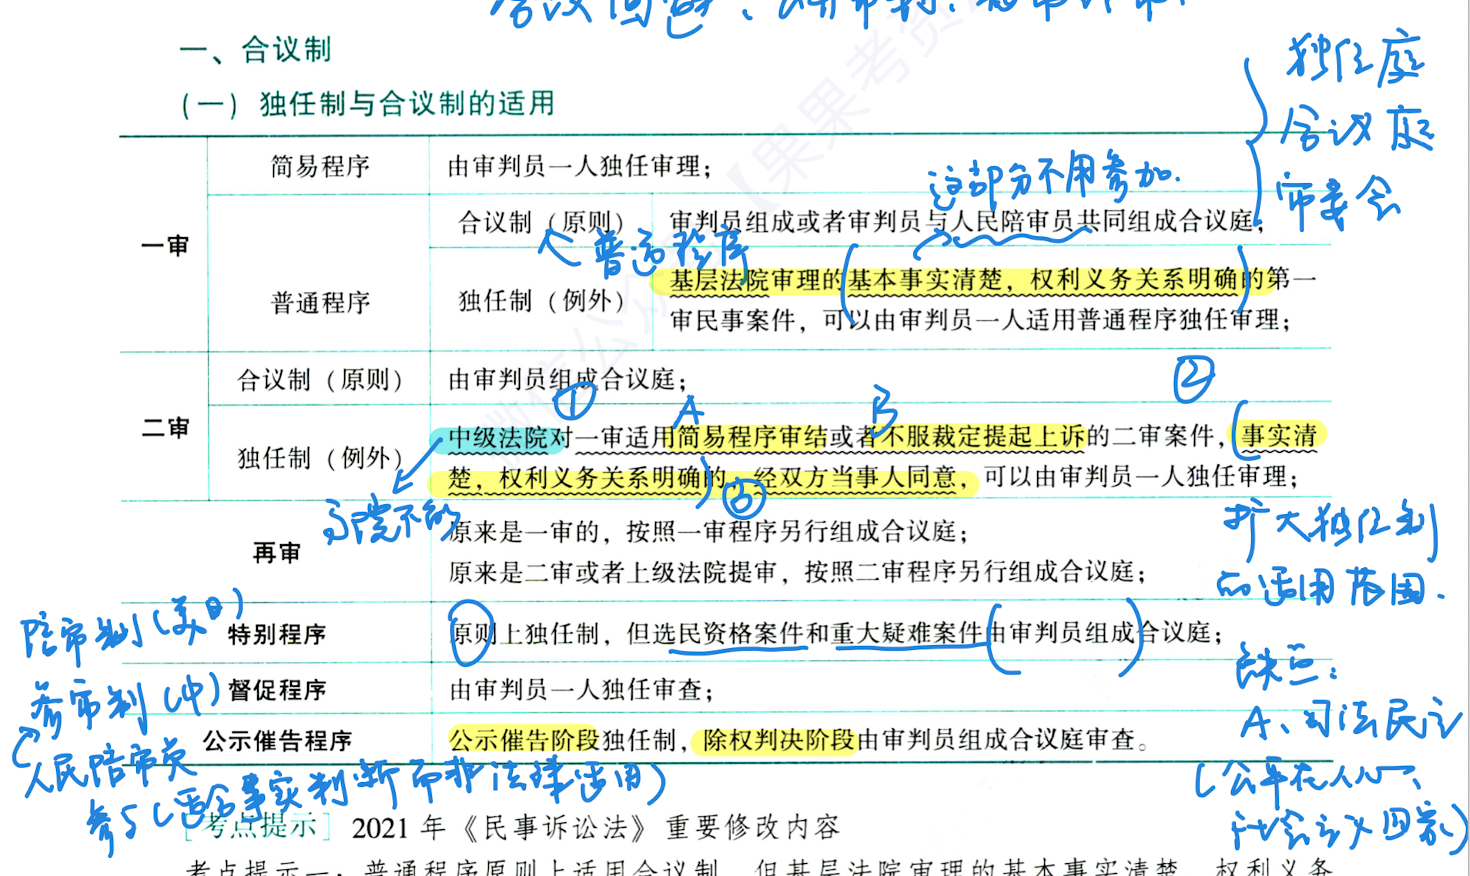 一、合议制
独任庭
(一) 独任制与合议制的适用
合议庭
审委会
一审
简易程序
由审判员一人独任审理;
这部分不用参加.
普通程序
合议制（原则）
审判员组成或者审判员与人民陪审员共同组成合议庭;
普通程序
独任制（例外）
基层法院审理的基本事实清楚，权利义务关系明确的第一
审民事案件，可以由审判员一人适用普通程序独任审理;
二审
合议制（原则）
由审判员组成合议庭;
① A B ②
独任制（例外）
中级法院对一审适用简易程序审结或者不服裁定提起上诉的二审案件，事实清
楚，权利义务关系明确的，经双方当事人同意，可以由审判员一人独任审理;
③
高院不能
扩大独任制
的适用范围.
再审
原来是一审的，按照一审程序另行组成合议庭;
原来是二审或者上级法院提审，按照二审程序另行组成合议庭;
陪审制(美日)
特别程序
原则上独任制，但选民资格案件和重大疑难案件由审判员组成合议庭;
缺点:
参审制(中)
督促程序
由审判员一人独任审查;
A、司法民主
公示催告程序
公示催告阶段独任制，除权判决阶段由审判员组成合议庭审查。
人民陪审员
参与(适合事实判断而非法律适用)
(公平在人心、
社会主义国家)
[考点提示] 2021年《民事诉讼法》重要修改内容
考点提示一：普通程序原则上适用合议制，但基层法院审理的基本事实清楚，权利义务